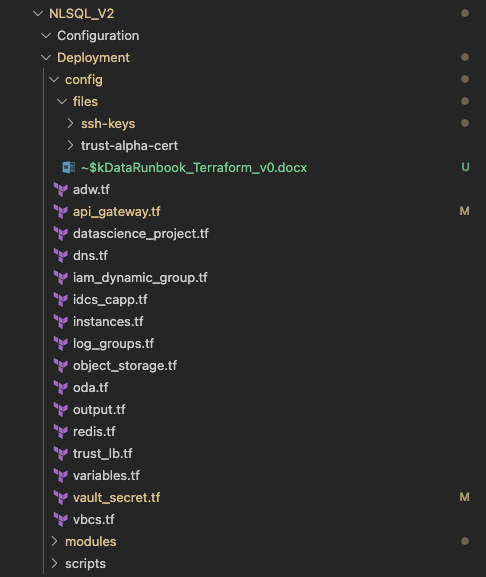 NLSQL_V2
Configuration
Deployment
config
files
ssh-keys
trust-alpha-cert
~$kDataRunbook_Terraform_v0.docx U
adw.tf
api_gateway.tf M
datascience_project.tf
dns.tf
iam_dynamic_group.tf
idcs_capp.tf
instances.tf
log_groups.tf
object_storage.tf
oda.tf
output.tf
redis.tf
trust_lb.tf
variables.tf
vault_secret.tf M
vbcs.tf
modules
scripts